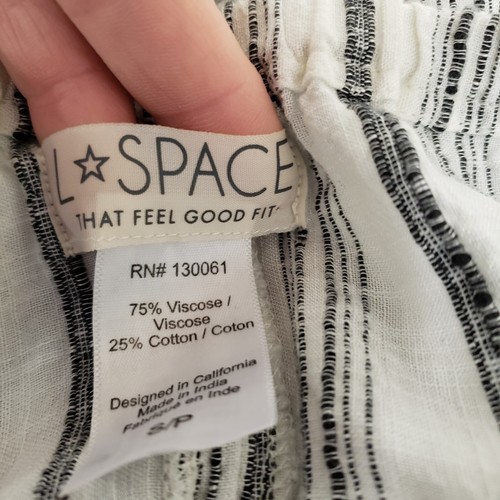 L☆SPACE
THAT FEEL GOOD FIT
RN# 130061
75% Viscose /
Viscose
25% Cotton / Coton
Designed in California
Made in India
Fabriqué en Inde
S/P